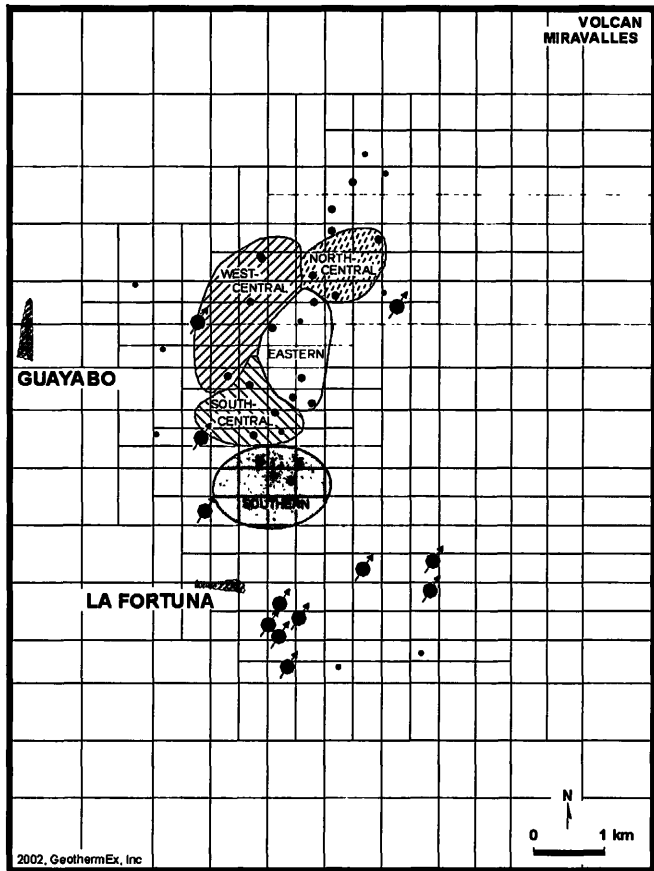 VOLCAN
MIRAVALLES
NORTH-
CENTRAL
WEST-
CENTRAL
EASTERN
GUAYABO
SOUTH-
CENTRAL
SOUTHERN
LA FORTUNA
N
0 1 km
2002, GeothermEx, Inc